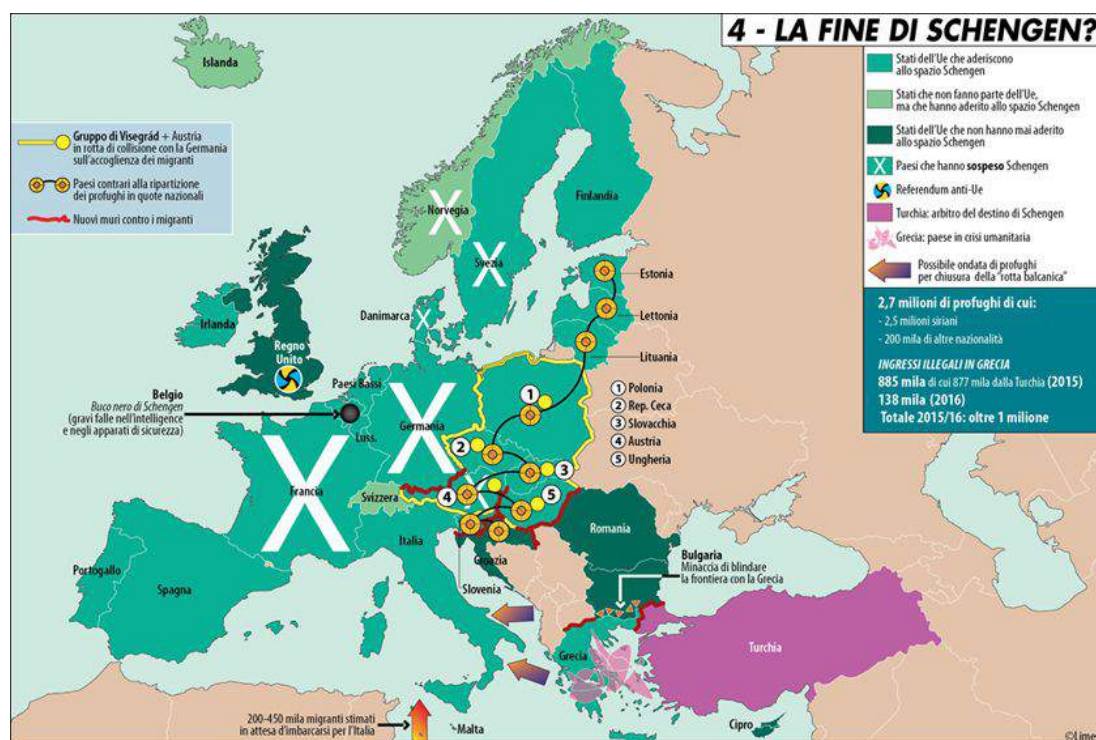 4 - LA FINE DI SCHENGEN?
Stati dell'Ue che aderiscono
allo spazio Schengen
Stati che non fanno parte dell'Ue,
ma che hanno aderito allo spazio Schengen
Stati dell'Ue che non hanno mai aderito
allo spazio Schengen
Paesi che hanno sospeso Schengen
Referendum anti-Ue
Turchia: arbitro del destino di Schengen
Grecia: paese in crisi umanitaria
Possibile ondata di profughi
per chiusura della "rotta balcanica"
2,7 milioni di profughi di cui:
- 2,5 milioni siriani
- 200 mila di altre nazionalità
INGRESSI ILLEGALI IN GRECIA
885 mila di cui 877 mila dalla Turchia (2015)
138 mila (2016)
Totale 2015/16: oltre 1 milione
Gruppo di Visegrád + Austria
in rotta di collisione con la Germania
sull'accoglienza dei migranti
Paesi contrari alla ripartizione
dei profughi in quote nazionali
Nuovi muri contro i migranti
Islanda
Norvegia
Svezia
Finlandia
Estonia
Lettonia
Lituania
Danimarca
Irlanda
Regno
Unito
Paesi Bassi
Belgio
Buco nero di Schengen
(gravi falle nell'intelligence
e negli apparati di sicurezza)
Luss.
Germania
1 Polonia
2 Rep. Ceca
3 Slovacchia
4 Austria
5 Ungheria
1
2
3
4
5
Francia
Svizzera
Italia
Slovenia
Croazia
Romania
Bulgaria
Minaccia di blindare
la frontiera con la Grecia
Portogallo
Spagna
Grecia
Turchia
Cipro
Malta
200-450 mila migranti stimati
in attesa d'imbarcarsi per l'Italia
©Limes